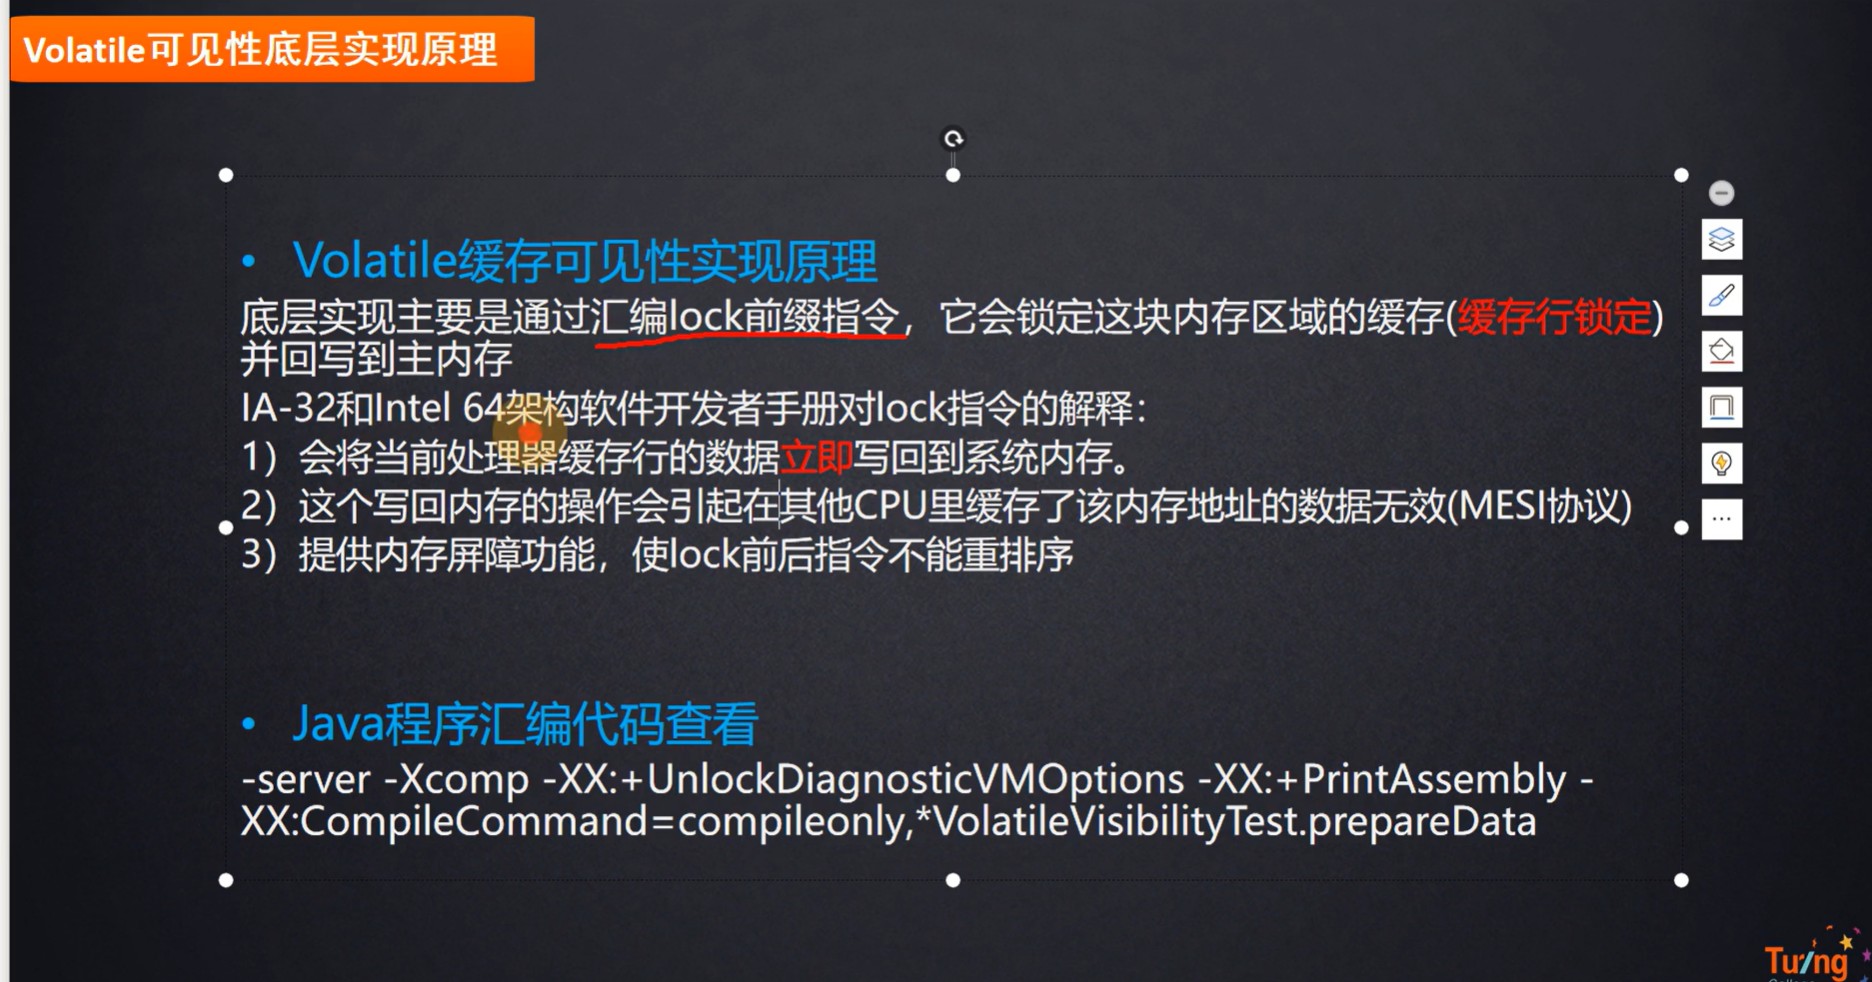 Volatile可见性底层实现原理
• Volatile缓存可见性实现原理
底层实现主要是通过汇编lock前缀指令，它会锁定这块内存区域的缓存(缓存行锁定)
并回写到主内存
IA-32和Intel 64架构软件开发者手册对lock指令的解释：
1）会将当前处理器缓存行的数据立即写回到系统内存。
2）这个写回内存的操作会引起在其他CPU里缓存了该内存地址的数据无效(MESI协议)
3）提供内存屏障功能，使lock前后指令不能重排序
• Java程序汇编代码查看
-server -Xcomp -XX:+UnlockDiagnosticVMOptions -XX:+PrintAssembly -
XX:CompileCommand=compileonly,*VolatileVisibilityTest.prepareData
Turing